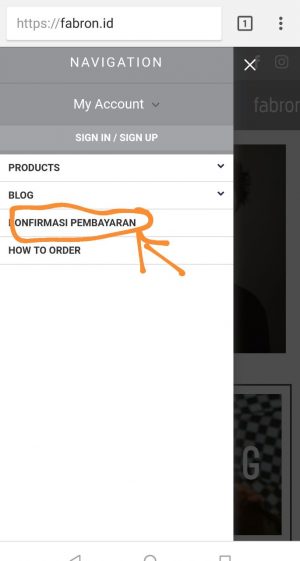 https://fabron.id
1
NAVIGATION
My Account
SIGN IN / SIGN UP
fabron
PRODUCTS
BLOG
KONFIRMASI PEMBAYARAN
HOW TO ORDER
G